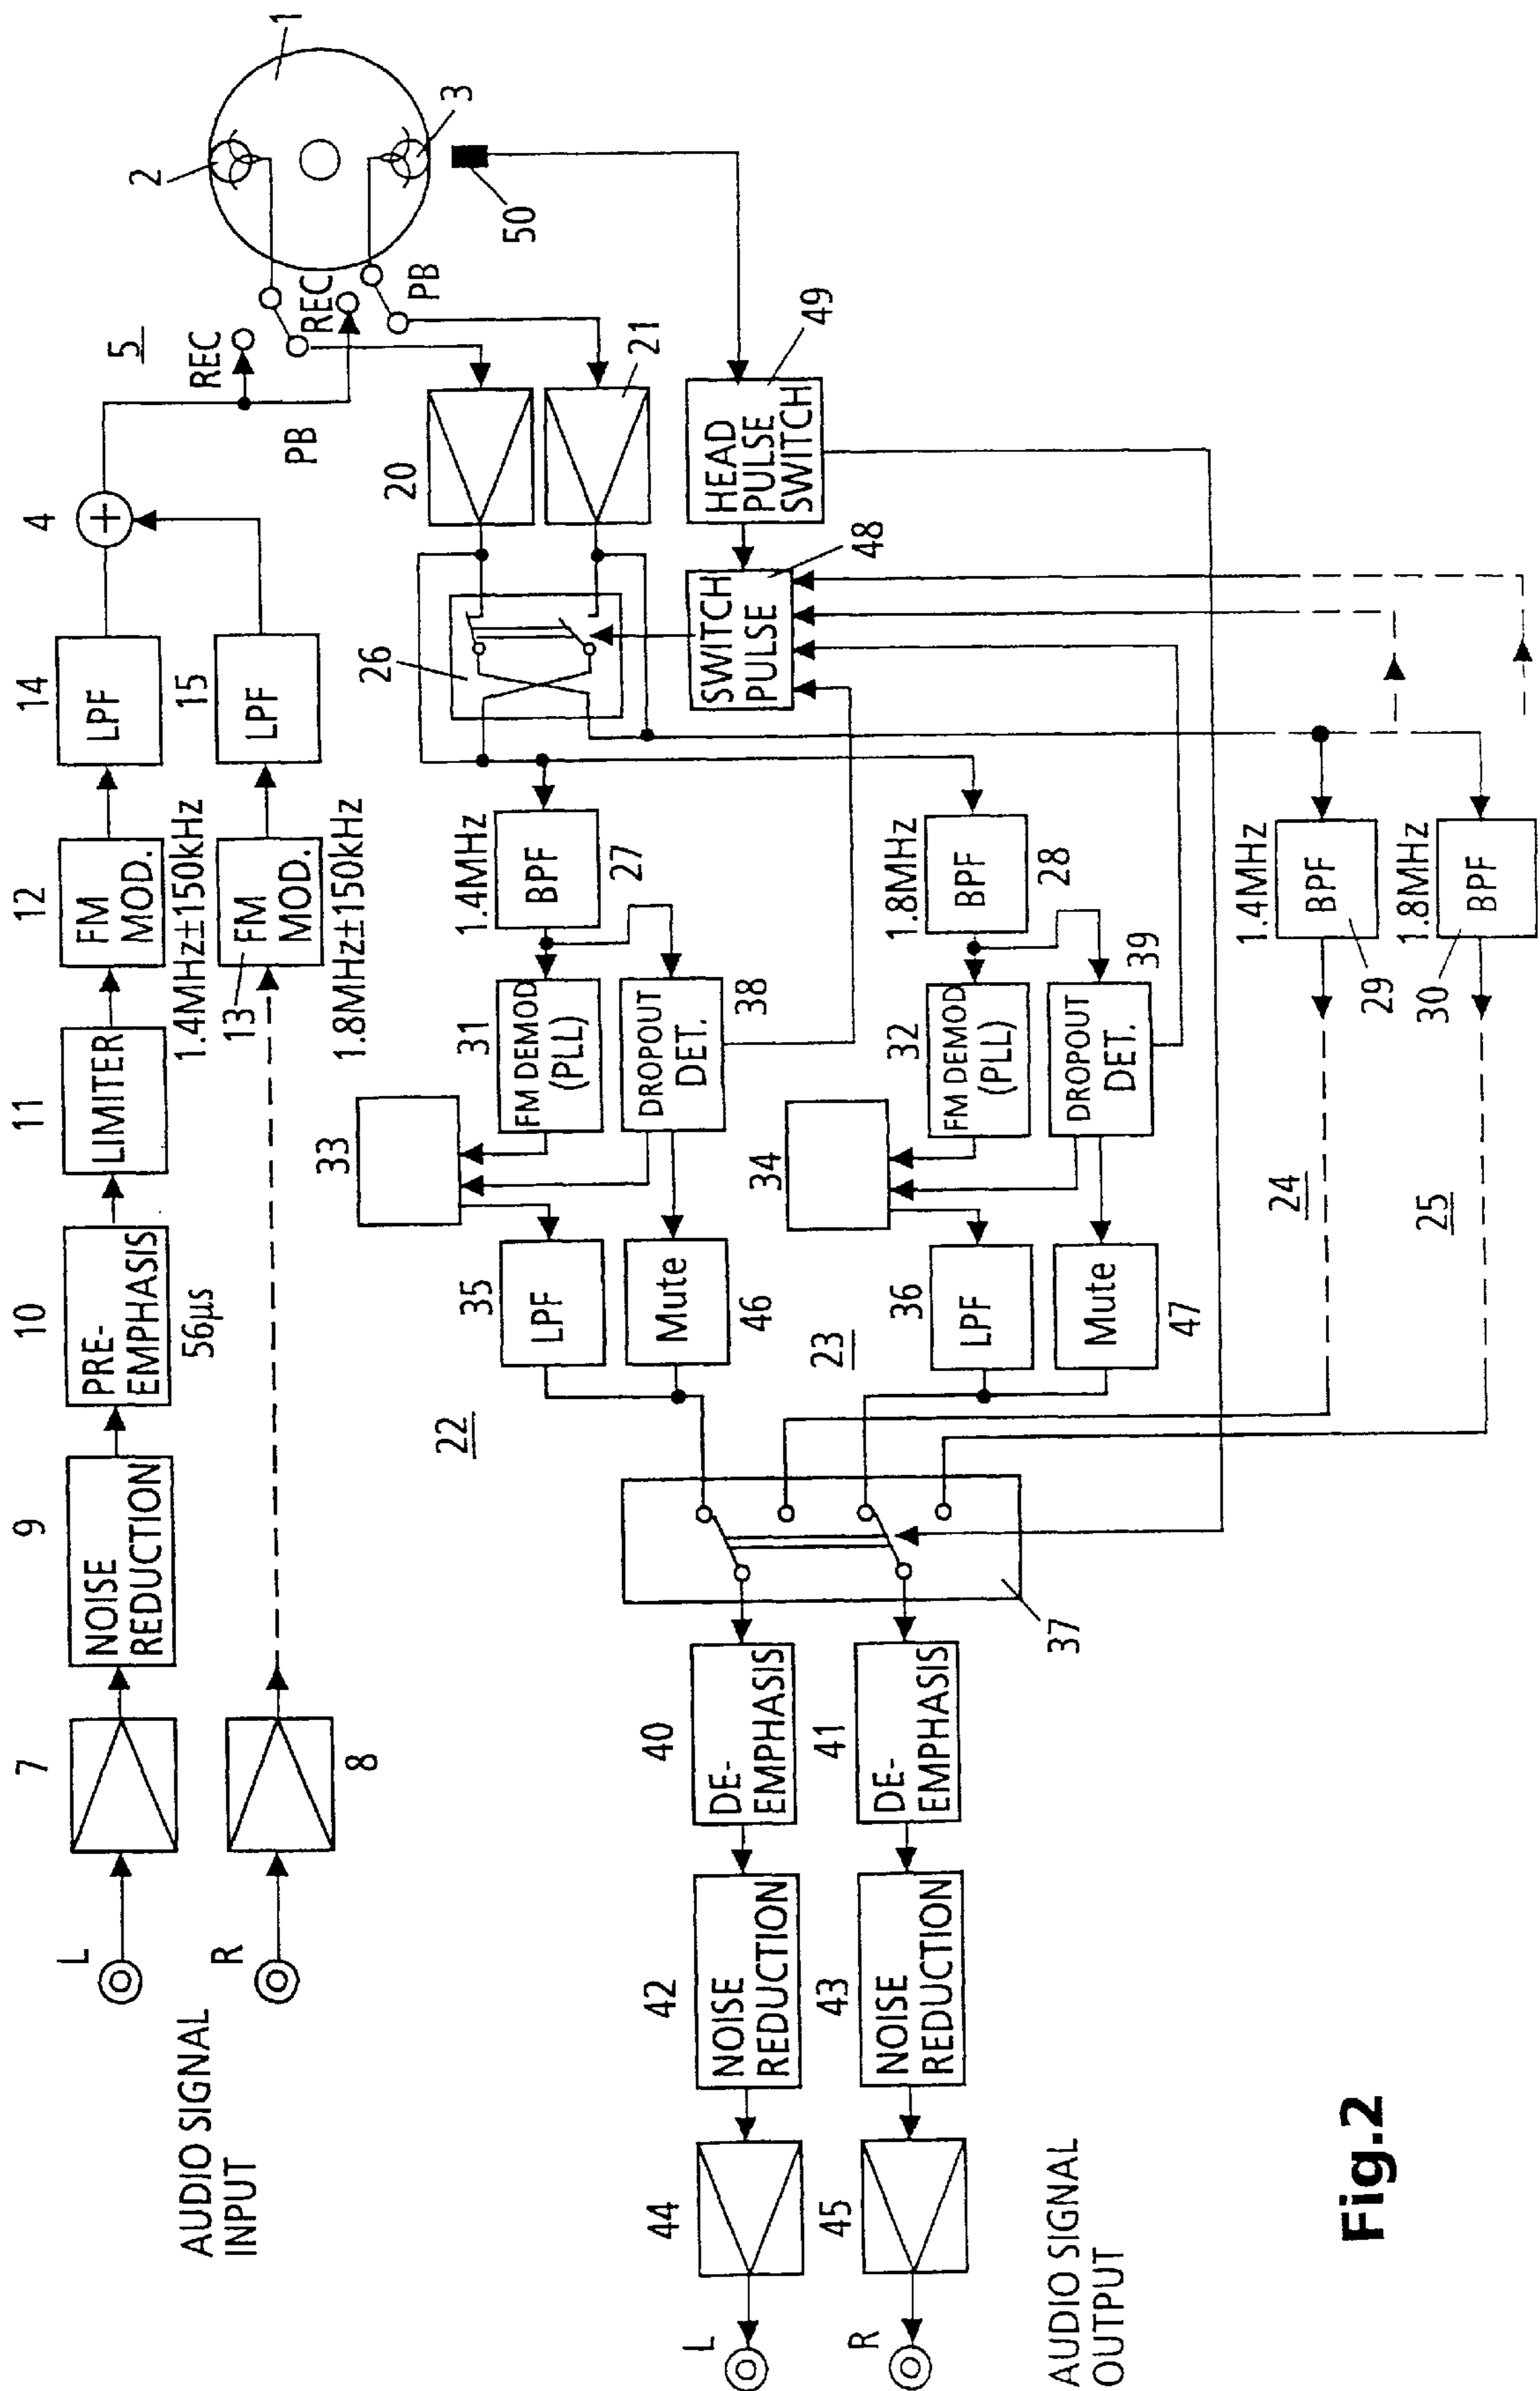 7
9
10
11
12
14
4
5
2
1
L
NOISE
REDUCTION
PRE-
EMPHASIS
56µs
LIMITER
FM
MOD.
1.4MHz±150kHz
LPF
15
REC
PB
REC
PB
3
50
AUDIO SIGNAL
INPUT
R
8
13
FM
MOD.
1.8MHz±150kHz
LPF
20
21
26
HEAD
PULSE
SWITCH
49
SWITCH
PULSE
48
22
33
31
1.4MHz
BPF
27
FM DEMOD
(PLL)
DROPOUT
DET.
38
35
LPF
Mute
46
23
34
32
1.8MHz
BPF
28
FM DEMOD
(PLL)
DROPOUT
DET.
39
36
LPF
Mute
47
37
44
42
40
NOISE
REDUCTION
DE-
EMPHASIS
L
45
43
41
NOISE
REDUCTION
DE-
EMPHASIS
R
AUDIO SIGNAL
OUTPUT
24
1.4MHz
BPF
29
25
1.8MHz
BPF
30
Fig.2